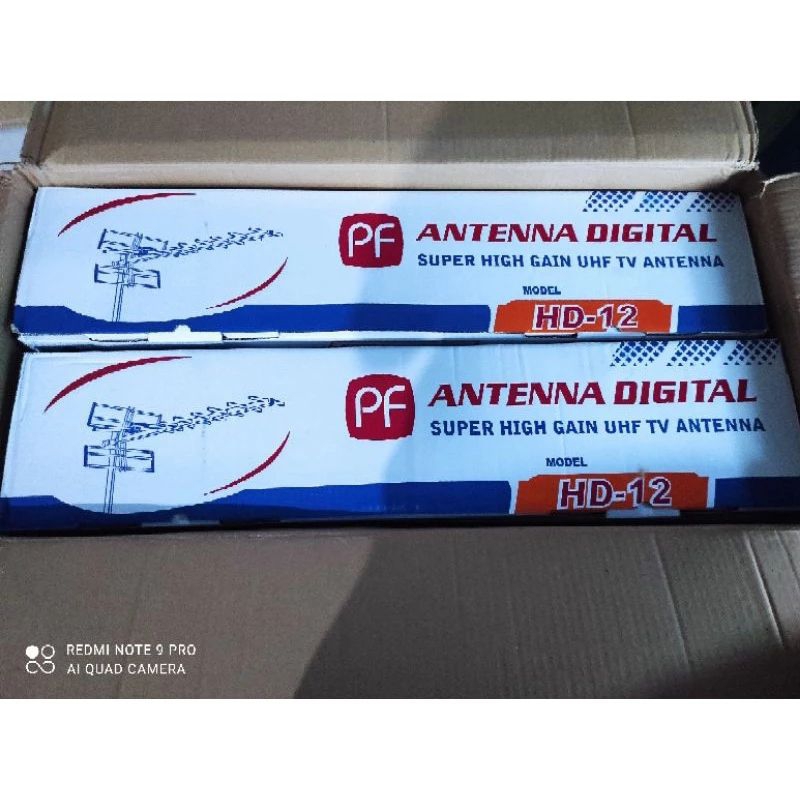 PF
ANTENNA DIGITAL
SUPER HIGH GAIN UHF TV ANTENNA
MODEL
HD-12
PF
ANTENNA DIGITAL
SUPER HIGH GAIN UHF TV ANTENNA
MODEL
HD-12
REDMI NOTE 9 PRO
AI QUAD CAMERA